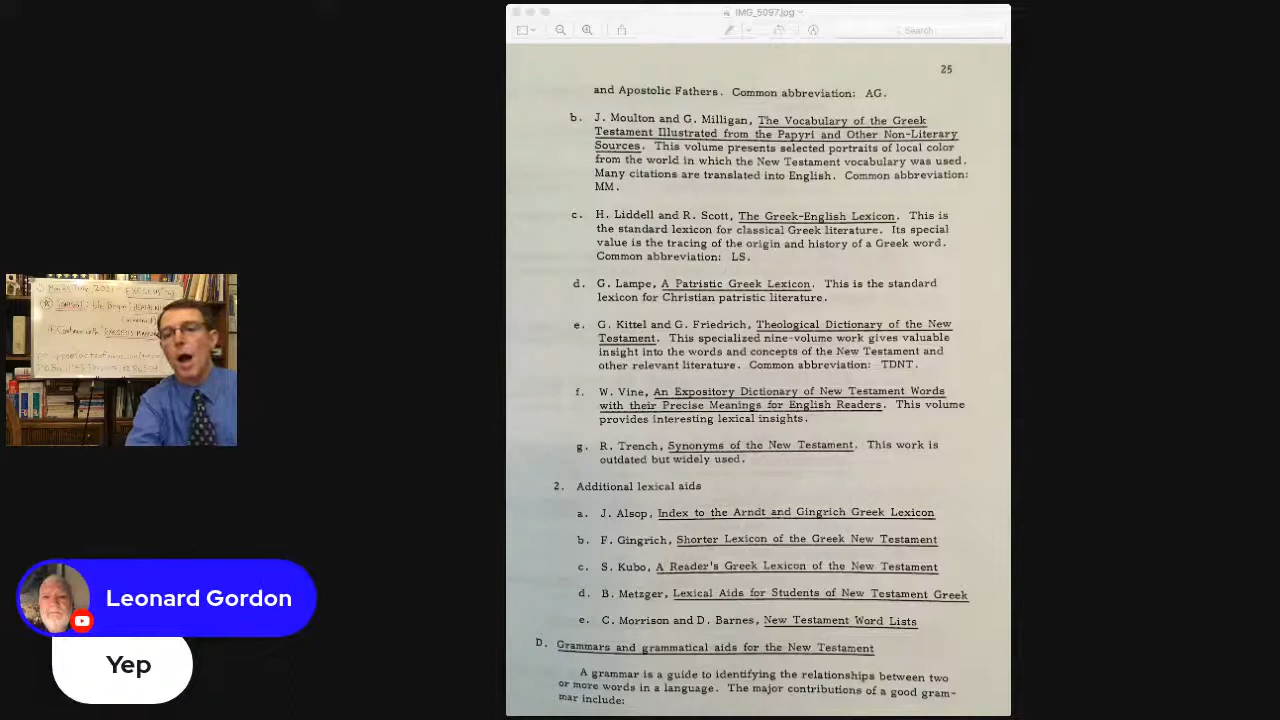 IMG_5097.jpg
Search
25
and Apostolic Fathers. Common abbreviation: AG.
b. J. Moulton and G. Milligan, The Vocabulary of the Greek
Testament Illustrated from the Papyri and Other Non-Literary
Sources. This volume presents selected portraits of local color
from the world in which the New Testament vocabulary was used.
Many citations are translated into English. Common abbreviation:
MM.
c. H. Liddell and R. Scott, The Greek-English Lexicon. This is
the standard lexicon for classical Greek literature. Its special
value is the tracing of the origin and history of a Greek word.
Common abbreviation: LS.
d. G. Lampe, A Patristic Greek Lexicon. This is the standard
lexicon for Christian patristic literature.
e. G. Kittel and G. Friedrich, Theological Dictionary of the New
Testament. This specialized nine-volume work gives valuable
insight into the words and concepts of the New Testament and
other relevant literature. Common abbreviation: TDNT.
f. W. Vine, An Expository Dictionary of New Testament Words
with their Precise Meanings for English Readers. This volume
provides interesting lexical insights.
g. R. Trench, Synonyms of the New Testament. This work is
outdated but widely used.
2. Additional lexical aids
a. J. Alsop, Index to the Arndt and Gingrich Greek Lexicon
b. F. Gingrich, Shorter Lexicon of the Greek New Testament
c. S. Kubo, A Reader's Greek Lexicon of the New Testament
d. B. Metzger, Lexical Aids for Students of New Testament Greek
e. C. Morrison and D. Barnes, New Testament Word Lists
D. Grammars and grammatical aids for the New Testament
A grammar is a guide to identifying the relationships between two
or more words in a language. The major contributions of a good gram-
mar include:
Leonard Gordon
Yep